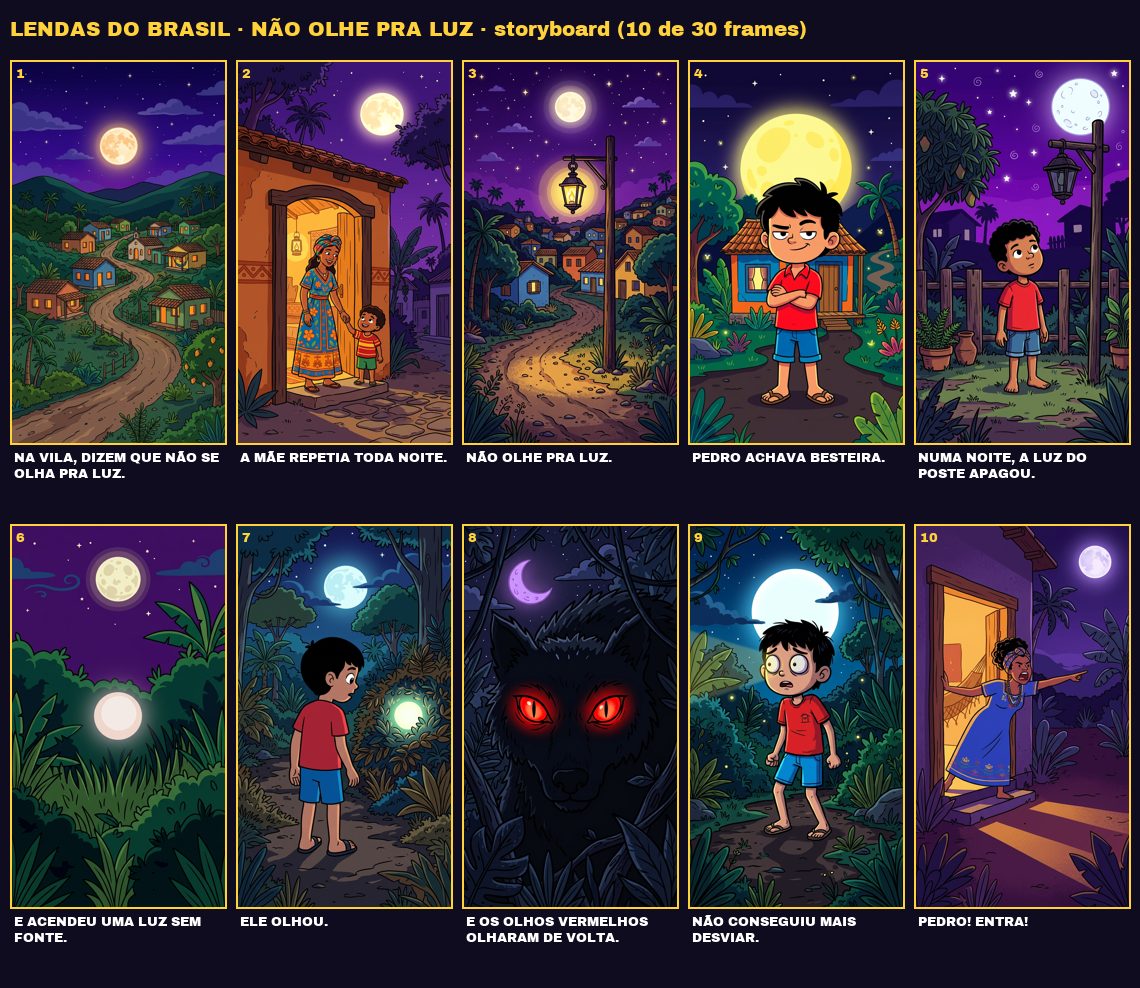 LENDAS DO BRASIL · NÃO OLHE PRA LUZ · storyboard (10 de 30 frames)
1
2
3
4
5
NA VILA, DIZEM QUE NÃO SE
OLHA PRA LUZ.
A MÃE REPETIA TODA NOITE.
NÃO OLHE PRA LUZ.
PEDRO ACHAVA BESTEIRA.
NUMA NOITE, A LUZ DO
POSTE APAGOU.
6
7
8
9
10
E ACENDEU UMA LUZ SEM
FONTE.
ELE OLHOU.
E OS OLHOS VERMELHOS
OLHARAM DE VOLTA.
NÃO CONSEGUIU MAIS
DESVIAR.
PEDRO! ENTRA!